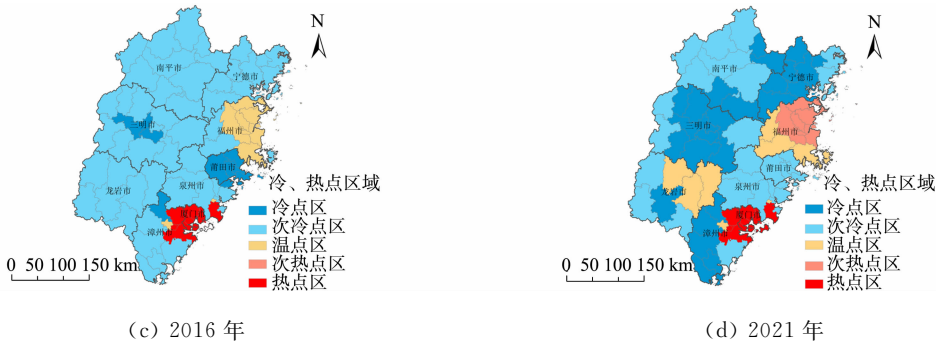 N
南平市
宁德市
三明市
福州市
莆田市
龙岩市
泉州市
厦门市
漳州市
冷、热点区域
冷点区
次冷点区
温点区
次热点区
热点区
0 50 100 150 km
(c) 2016 年
N
南平市
宁德市
三明市
福州市
莆田市
龙岩市
泉州市
厦门市
漳州市
冷、热点区域
冷点区
次冷点区
温点区
次热点区
热点区
0 50 100 150 km
(d) 2021 年